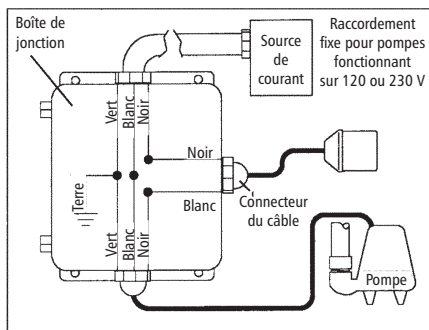 Boîte de
jonction
Source
de
courant
Raccordement
fixe pour pompes
fonctionnant
sur 120 ou 230 V
Vert
Blanc
Noir
Noir
Terre
Blanc
Connecteur
du câble
Vert
Blanc
Noir
Pompe